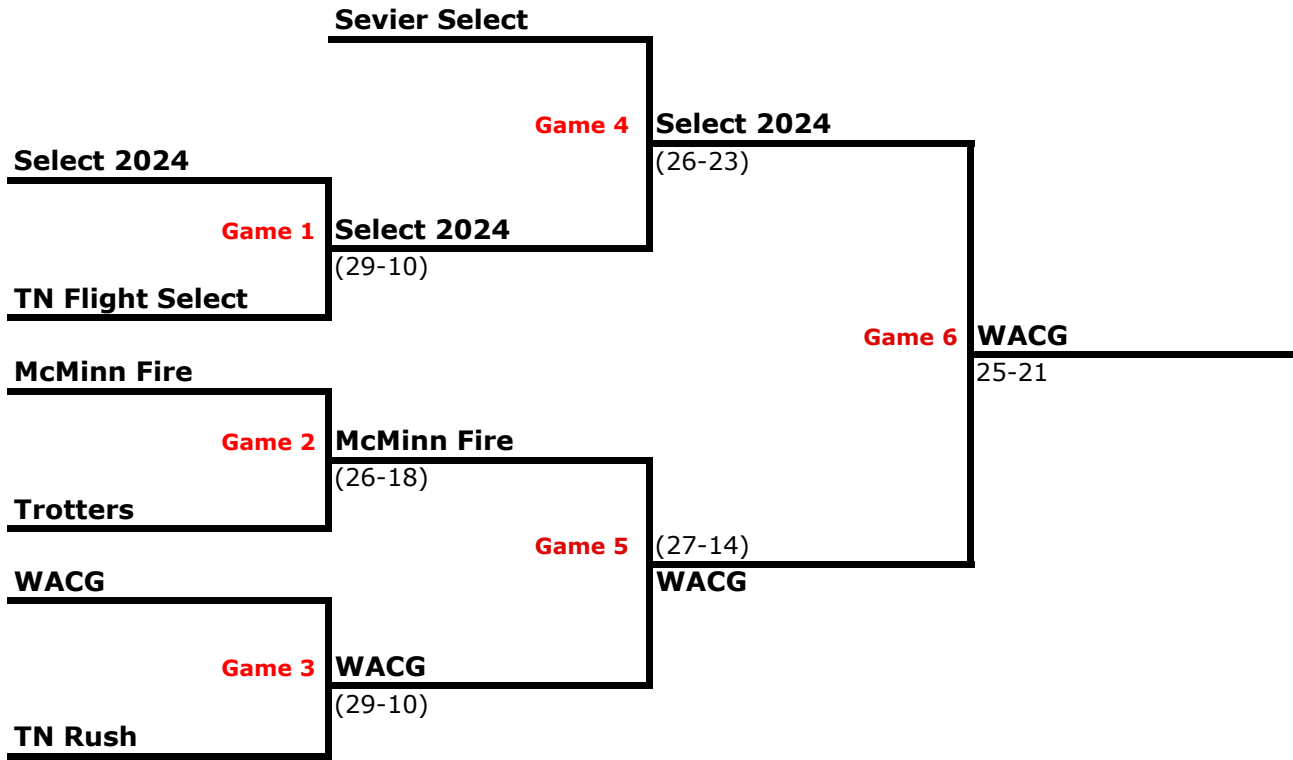 Sevier Select
Game 4
Select 2024
(26-23)
Select 2024
Game 1
Select 2024
(29-10)
TN Flight Select
Game 6
WACG
25-21
McMinn Fire
Game 2
McMinn Fire
(26-18)
Trotters
Game 5
(27-14)
WACG
WACG
Game 3
WACG
(29-10)
TN Rush